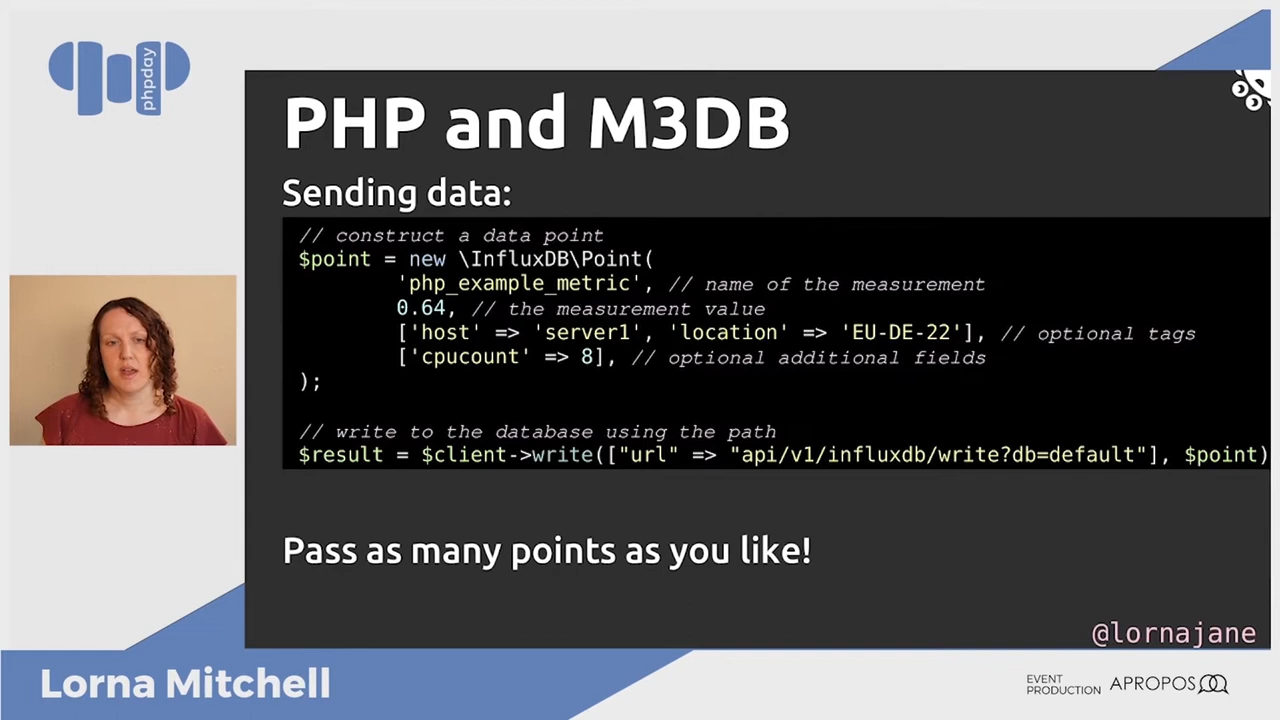 phpday
PHP and M3DB
Sending data:
// construct a data point
$point = new \InfluxDB\Point(
'php_example_metric', // name of the measurement
0.64, // the measurement value
['host' => 'server1', 'location' => 'EU-DE-22'], // optional tags
['cpucount' => 8], // optional additional fields
);
// write to the database using the path
$result = $client->write(["url" => "api/v1/influxdb/write?db=default"], $point)
Pass as many points as you like!
@lornajane
Lorna Mitchell
EVENT
PRODUCTION
APROPOS